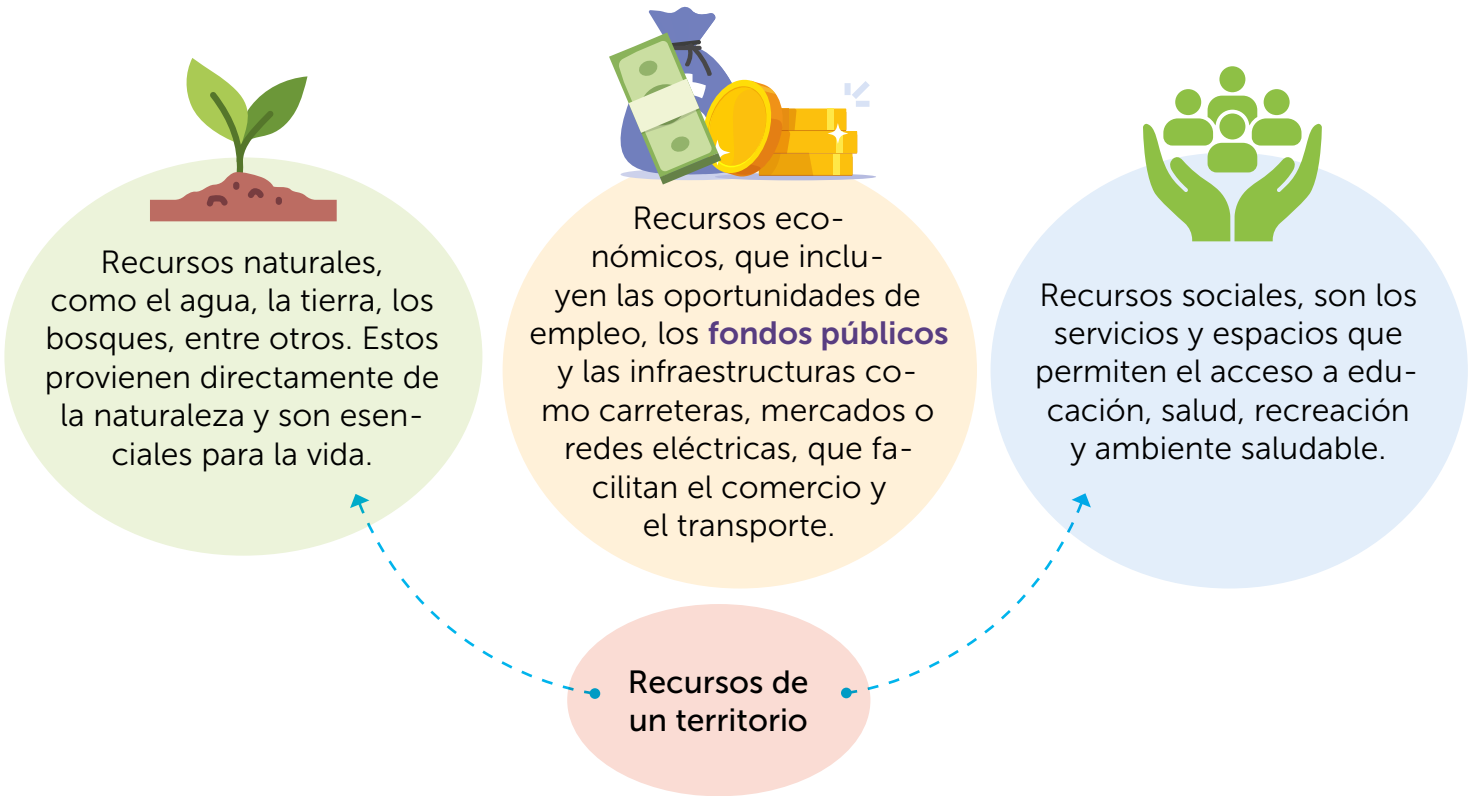 Recursos naturales,
como el agua, la tierra, los
bosques, entre otros. Estos
provienen directamente de
la naturaleza y son esen-
ciales para la vida.
Recursos eco-
nómicos, que inclu-
yen las oportunidades de
empleo, los fondos públicos
y las infraestructuras co-
mo carreteras, mercados o
redes eléctricas, que fa-
cilitan el comercio y
el transporte.
Recursos sociales, son los
servicios y espacios que
permiten el acceso a edu-
cación, salud, recreación
y ambiente saludable.
Recursos de
un territorio